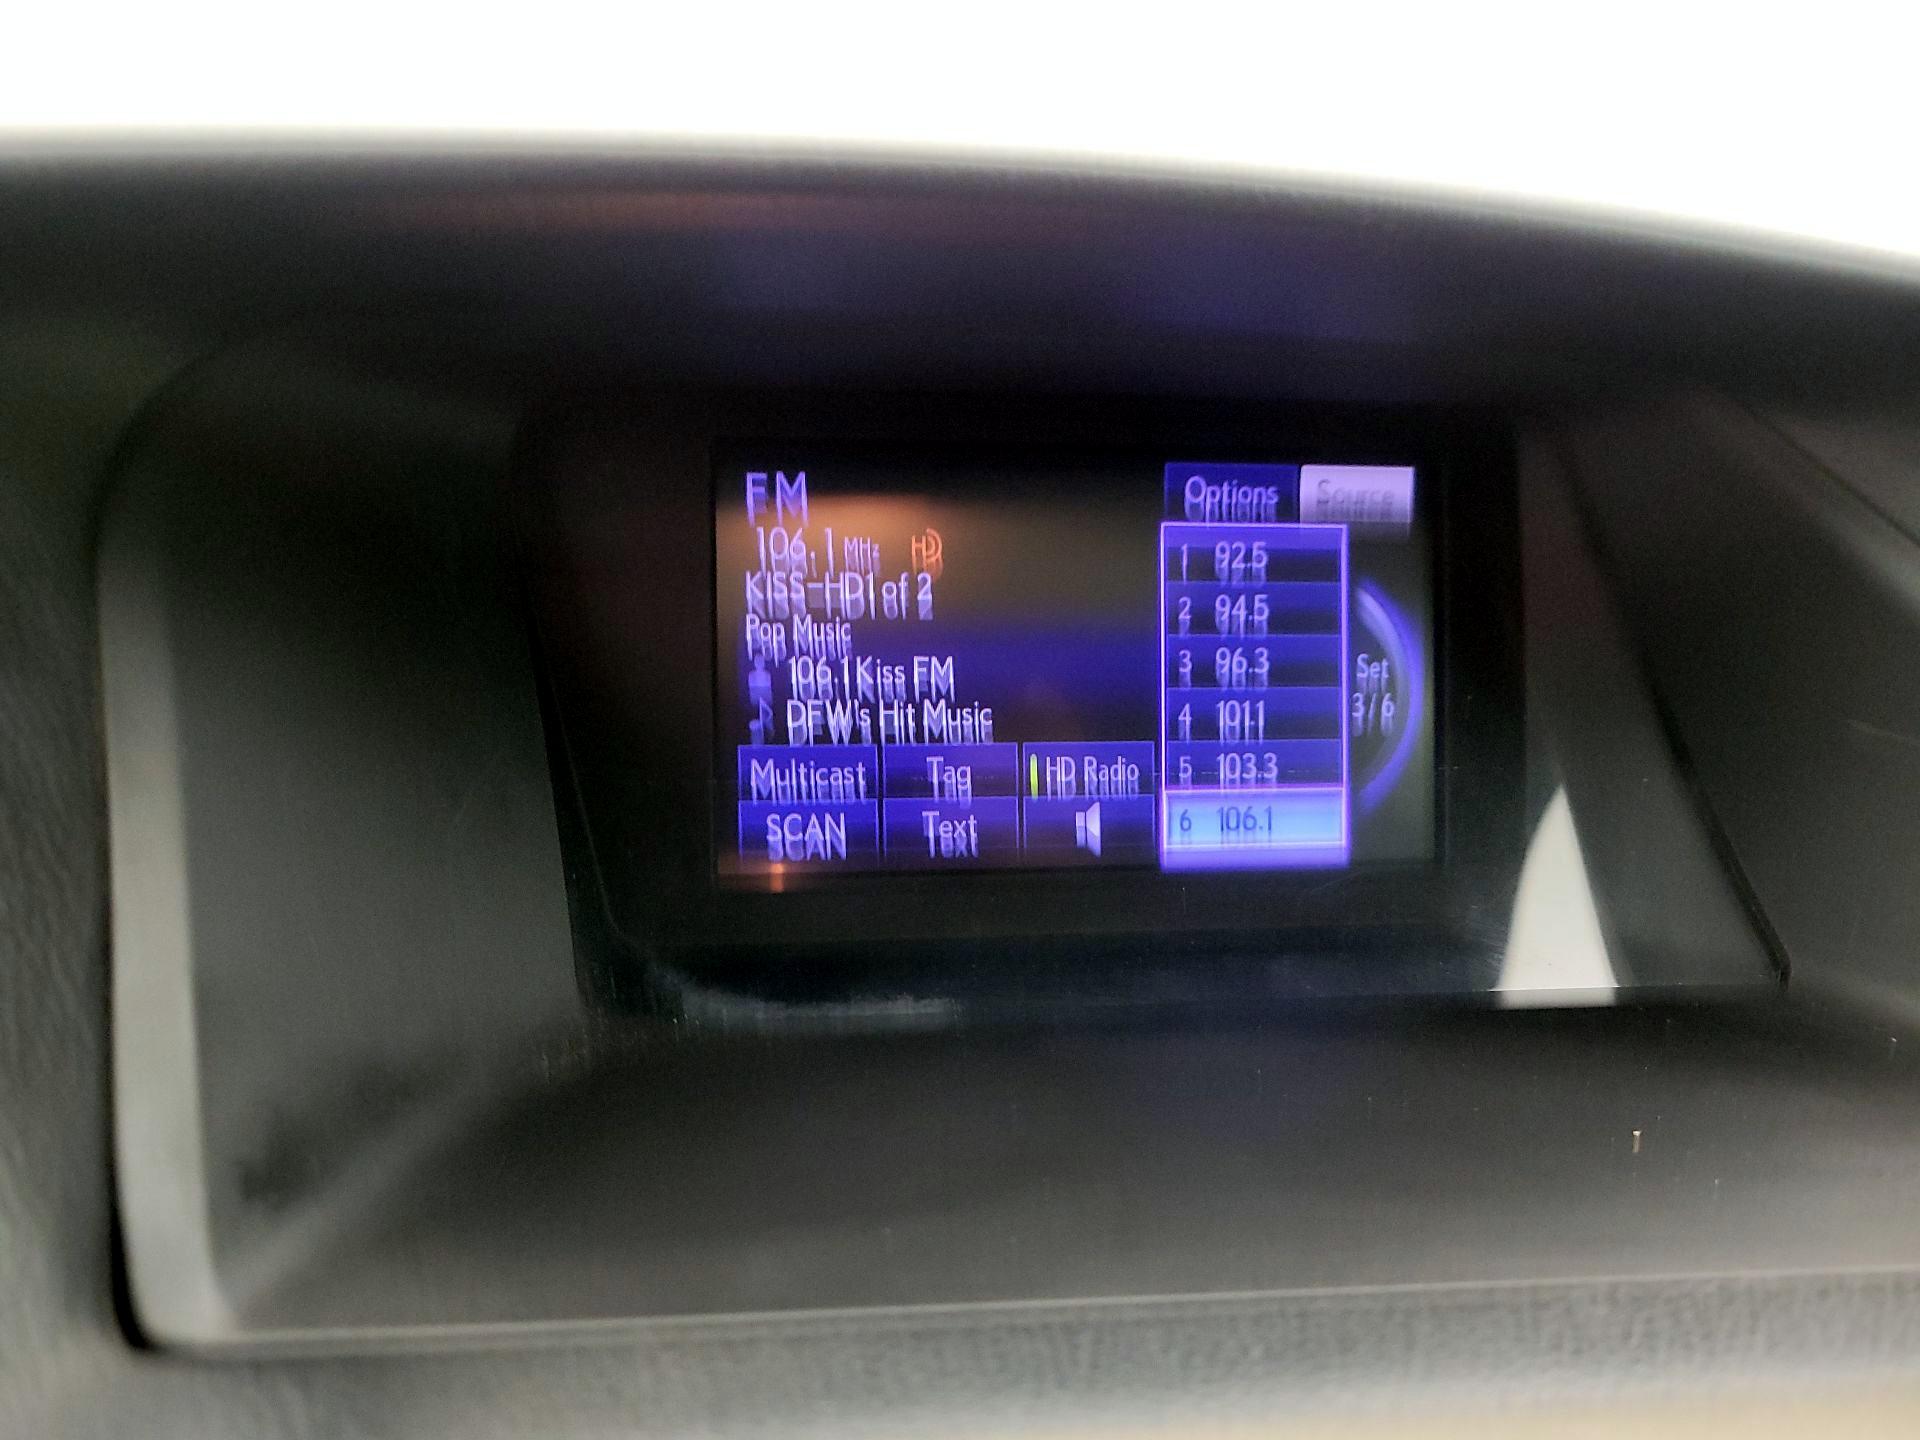 FM
106.1 MHz HD
KISS-HD1 of 2
Pop Music
106.1 Kiss FM
DFW's Hit Music
Multicast Tag HD Radio
SCAN Text
Options Source
1 92.5
2 94.5
3 96.3
4 101.1
5 103.3
6 106.1
Set
3/6